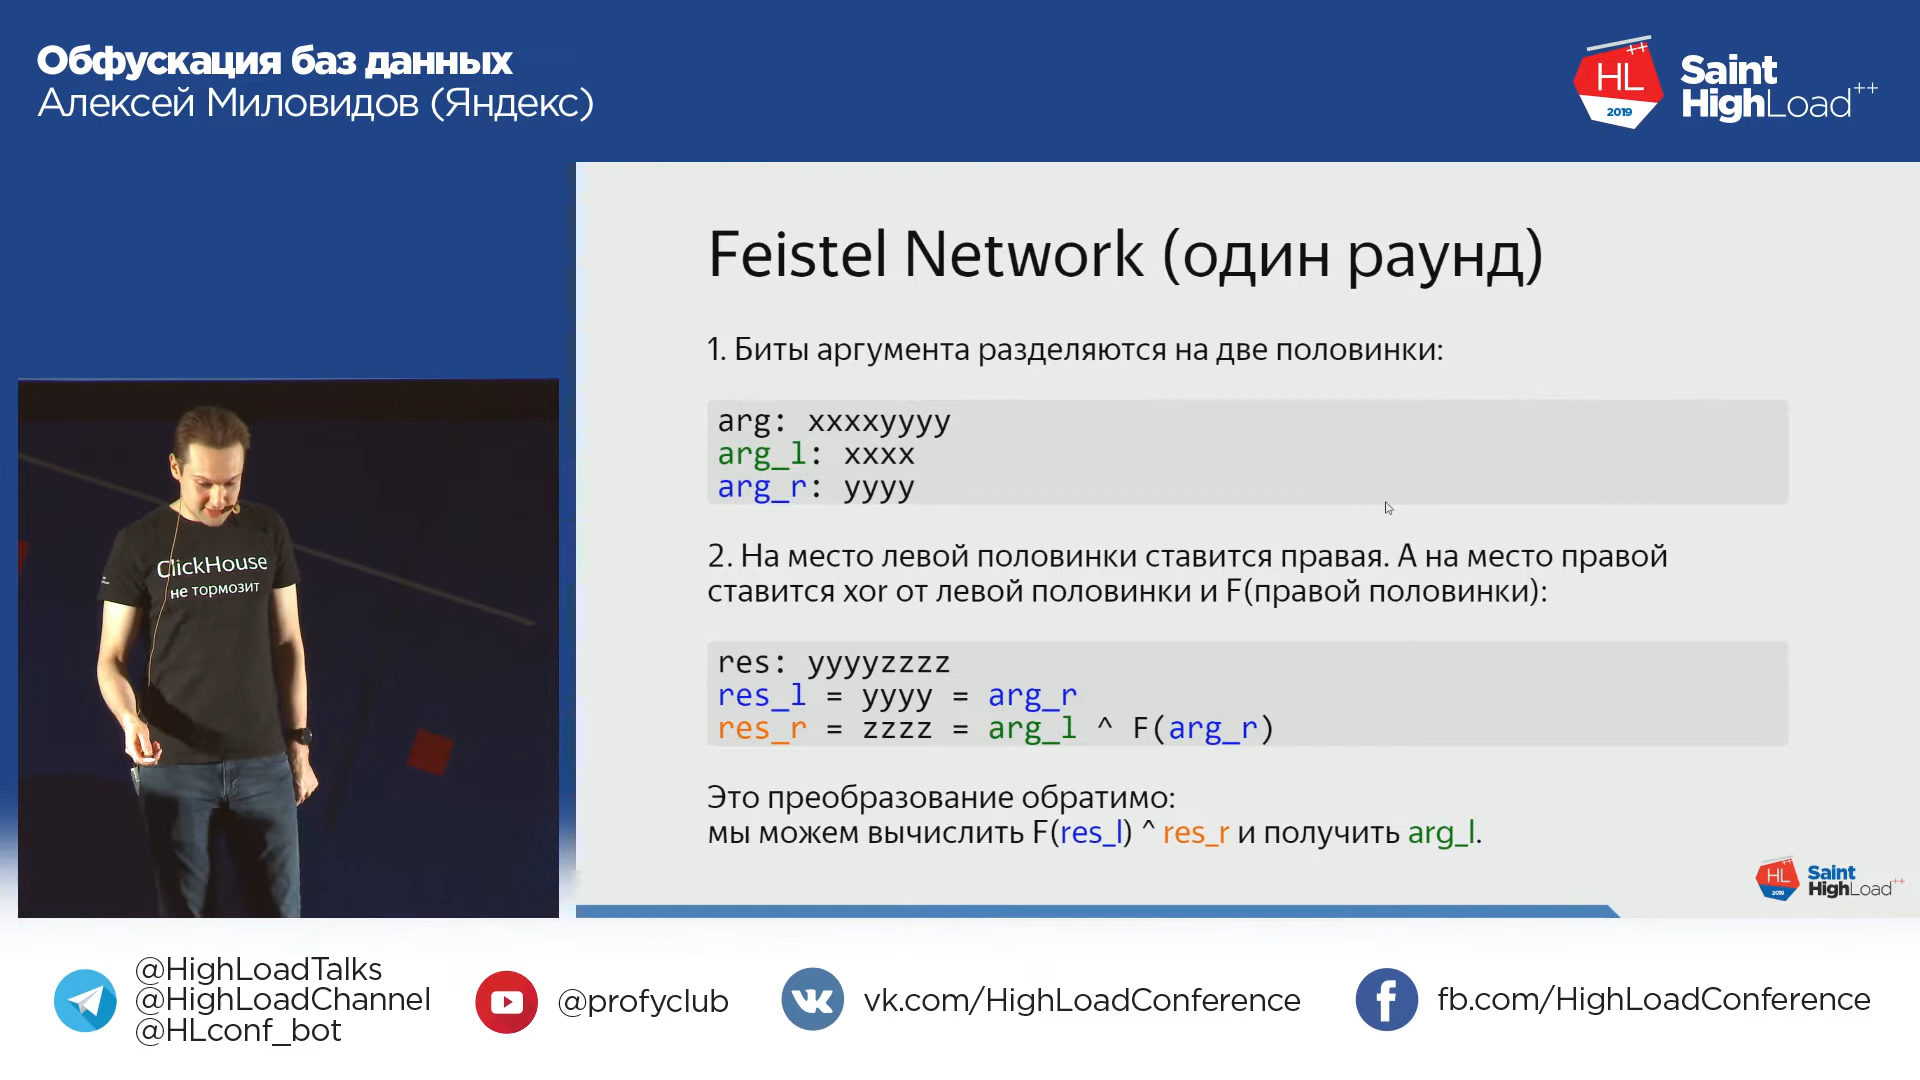 Обфускация баз данных
Алексей Миловидов (Яндекс)
++
HL
2019
Saint
HighLoad++
Feistel Network (один раунд)
1. Биты аргумента разделяются на две половинки:
arg: xxxxyyyy
arg_l: xxxx
arg_r: yyyy
2. На место левой половинки ставится правая. А на место правой
ставится xor от левой половинки и F(правой половинки):
res: yyyyzzzz
res_l = yyyy = arg_r
res_r = zzzz = arg_l ^ F(arg_r)
Это преобразование обратимо:
мы можем вычислить F(res_l) ^ res_r и получить arg_l.
ClickHouse
не тормозит
++
HL
2019
Saint
HighLoad++
@HighLoadTalks
@HighLoadChannel
@HLconf_bot
@profyclub
vk.com/HighLoadConference
fb.com/HighLoadConference